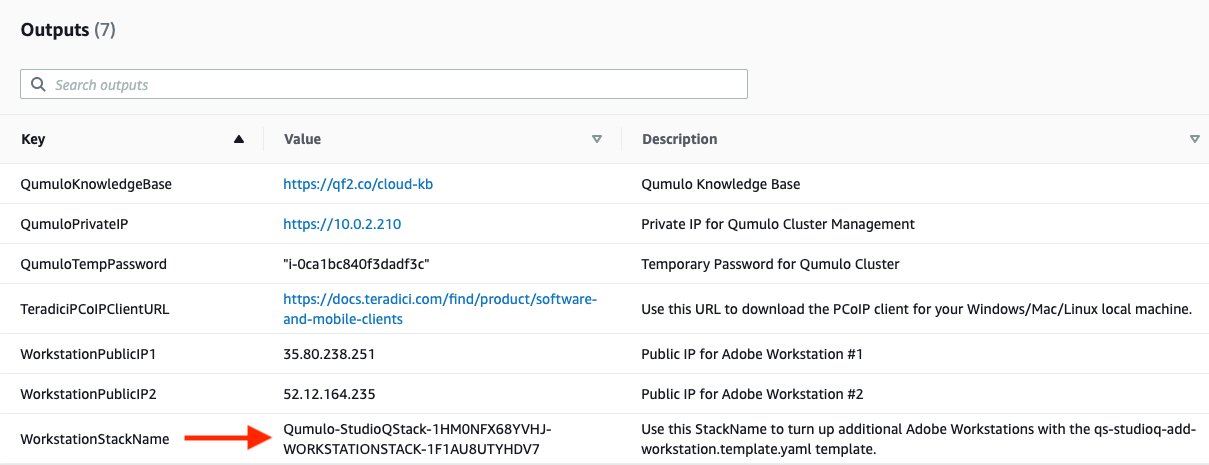 Outputs (7)
Search outputs
Key Value Description
QumuloKnowledgeBase https://qf2.co/cloud-kb Qumulo Knowledge Base
QumuloPrivateIP https://10.0.2.210 Private IP for Qumulo Cluster Management
QumuloTempPassword "i-0ca1bc840f3dadf3c" Temporary Password for Qumulo Cluster
TeradiciPCoIPClientURL https://docs.teradici.com/find/product/software-
and-mobile-clients Use this URL to download the PCoIP client for your Windows/Mac/Linux local machine.
WorkstationPublicIP1 35.80.238.251 Public IP for Adobe Workstation #1
WorkstationPublicIP2 52.12.164.235 Public IP for Adobe Workstation #2
WorkstationStackName Qumulo-StudioQStack-1HM0NFX68YVHJ-
WORKSTATIONSTACK-1F1AU8UTYHDV7 Use this StackName to turn up additional Adobe Workstations with the qs-studioq-add-
workstation.template.yaml template.